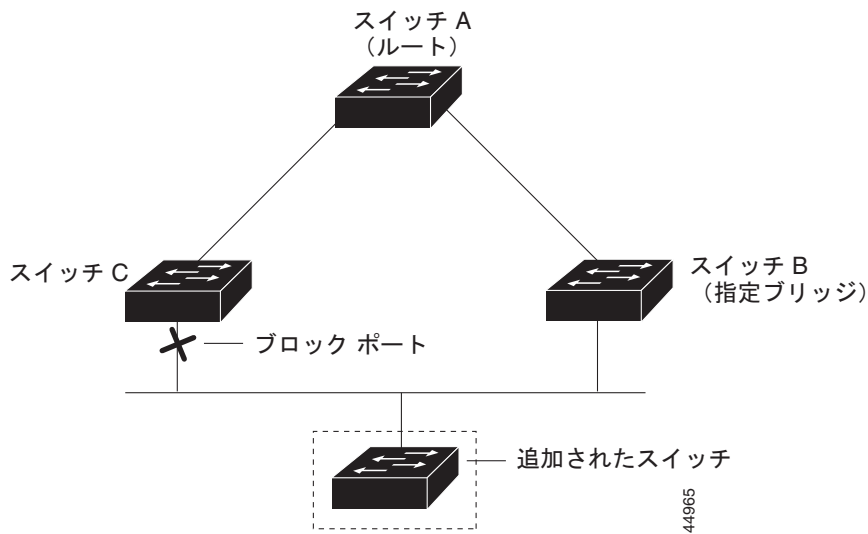 スイッチ A
（ルート）
スイッチ C
スイッチ B
（指定ブリッジ）
ブロック ポート
追加されたスイッチ
44965